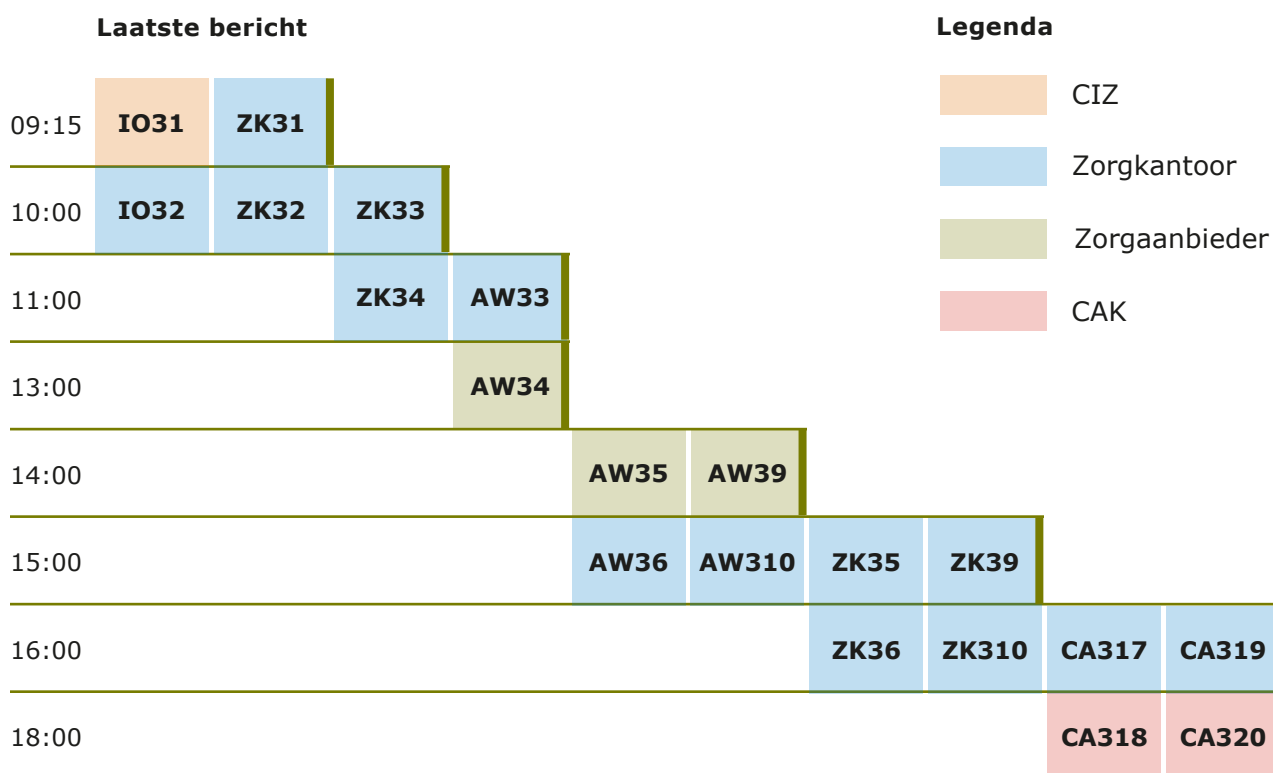 Laatste bericht
Legenda
CIZ
Zorgkantoor
Zorgaanbieder
CAK
09:15 IO31 ZK31
10:00 IO32 ZK32 ZK33
11:00 ZK34 AW33
13:00 AW34
14:00 AW35 AW39
15:00 AW36 AW310 ZK35 ZK39
16:00 ZK36 ZK310 CA317 CA319
18:00 CA318 CA320